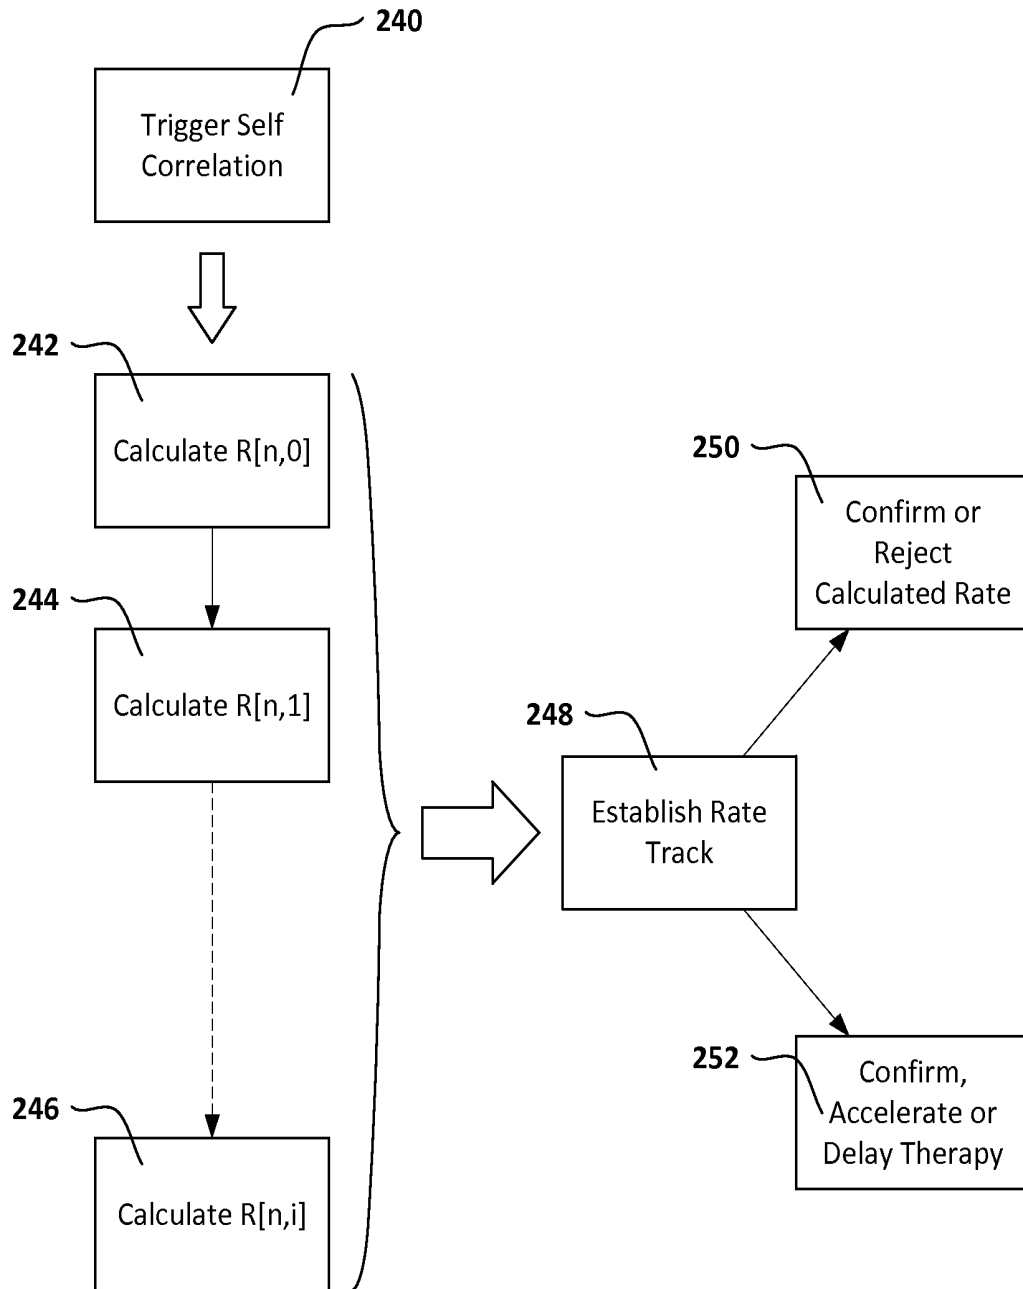 240
Trigger Self
Correlation
242
Calculate R[n,0]
244
Calculate R[n,1]
246
Calculate R[n,i]
248
Establish Rate
Track
250
Confirm or
Reject
Calculated Rate
252
Confirm,
Accelerate or
Delay Therapy